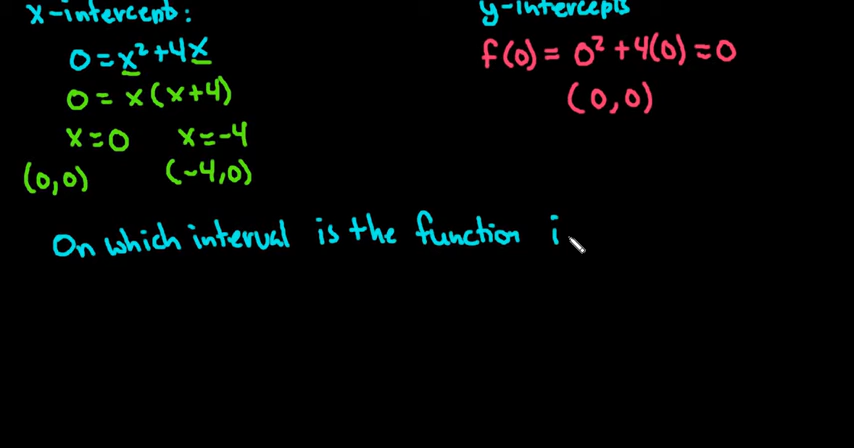 x-intercept:
0 = x² + 4x
0 = x(x+4)
x = 0 x = -4
(0,0) (-4,0)
y-intercepts
f(0) = 0² + 4(0) = 0
(0,0)
On which interval is the function i